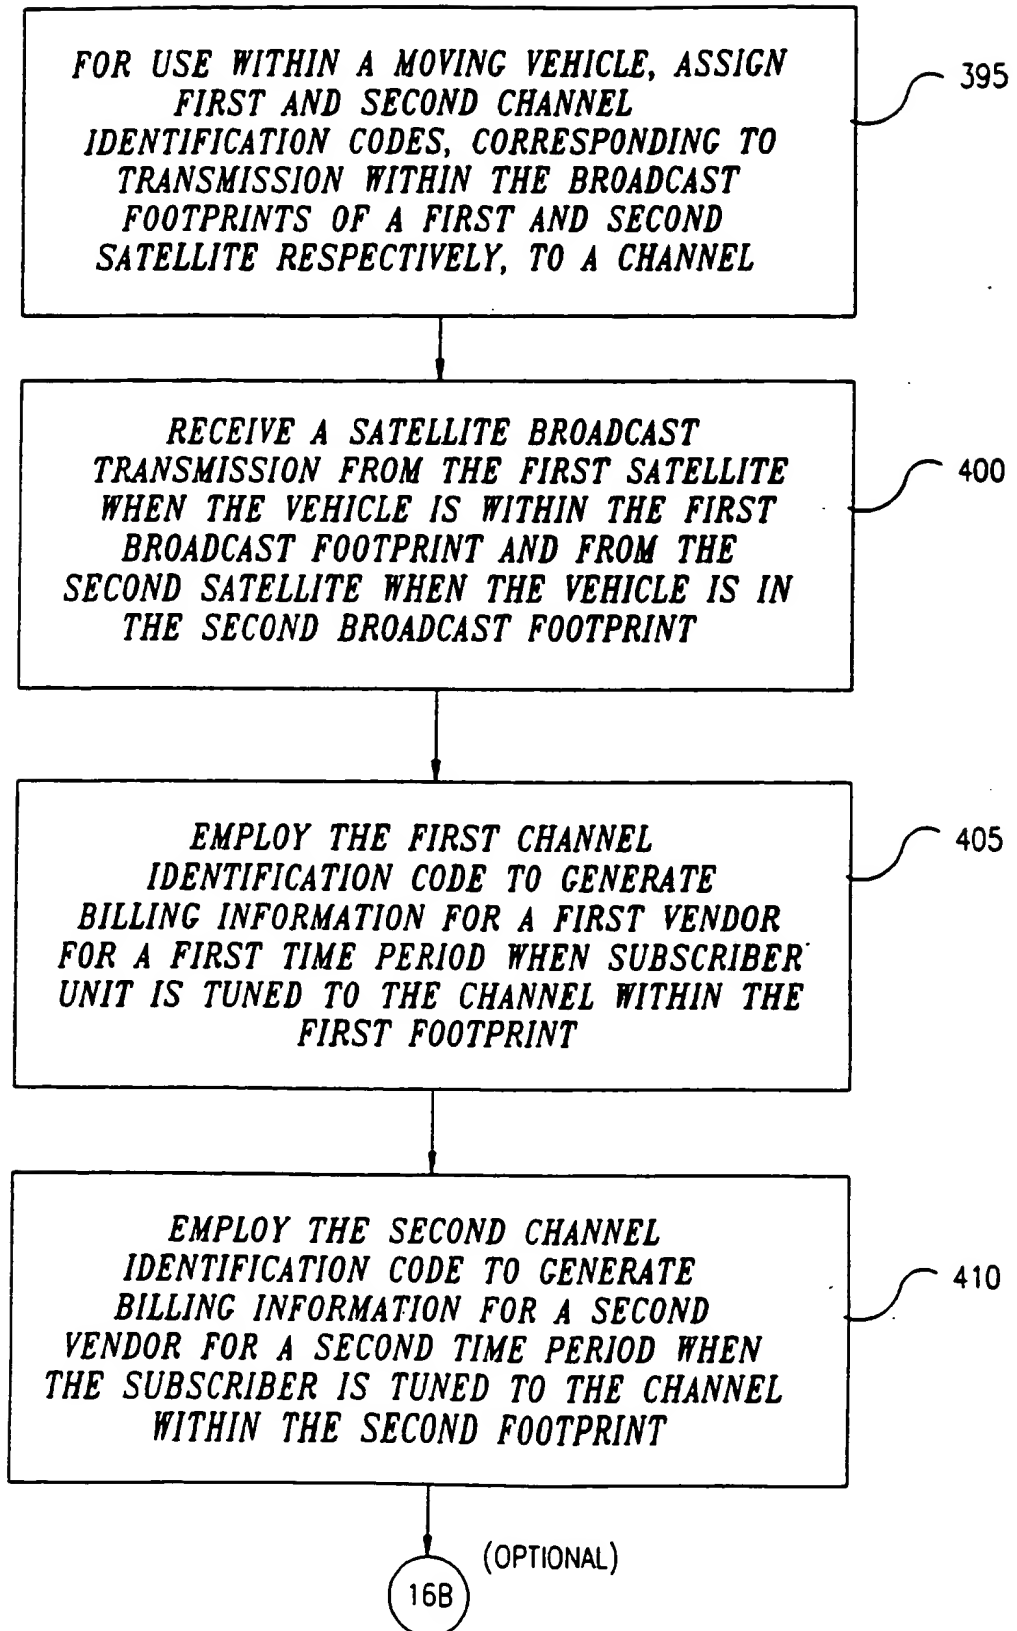 FOR USE WITHIN A MOVING VEHICLE, ASSIGN
FIRST AND SECOND CHANNEL
IDENTIFICATION CODES, CORRESPONDING TO
TRANSMISSION WITHIN THE BROADCAST
FOOTPRINTS OF A FIRST AND SECOND
SATELLITE RESPECTIVELY, TO A CHANNEL
395
RECEIVE A SATELLITE BROADCAST
TRANSMISSION FROM THE FIRST SATELLITE
WHEN THE VEHICLE IS WITHIN THE FIRST
BROADCAST FOOTPRINT AND FROM THE
SECOND SATELLITE WHEN THE VEHICLE IS IN
THE SECOND BROADCAST FOOTPRINT
400
EMPLOY THE FIRST CHANNEL
IDENTIFICATION CODE TO GENERATE
BILLING INFORMATION FOR A FIRST VENDOR
FOR A FIRST TIME PERIOD WHEN SUBSCRIBER
UNIT IS TUNED TO THE CHANNEL WITHIN THE
FIRST FOOTPRINT
405
EMPLOY THE SECOND CHANNEL
IDENTIFICATION CODE TO GENERATE
BILLING INFORMATION FOR A SECOND
VENDOR FOR A SECOND TIME PERIOD WHEN
THE SUBSCRIBER IS TUNED TO THE CHANNEL
WITHIN THE SECOND FOOTPRINT
410
(OPTIONAL)
16B